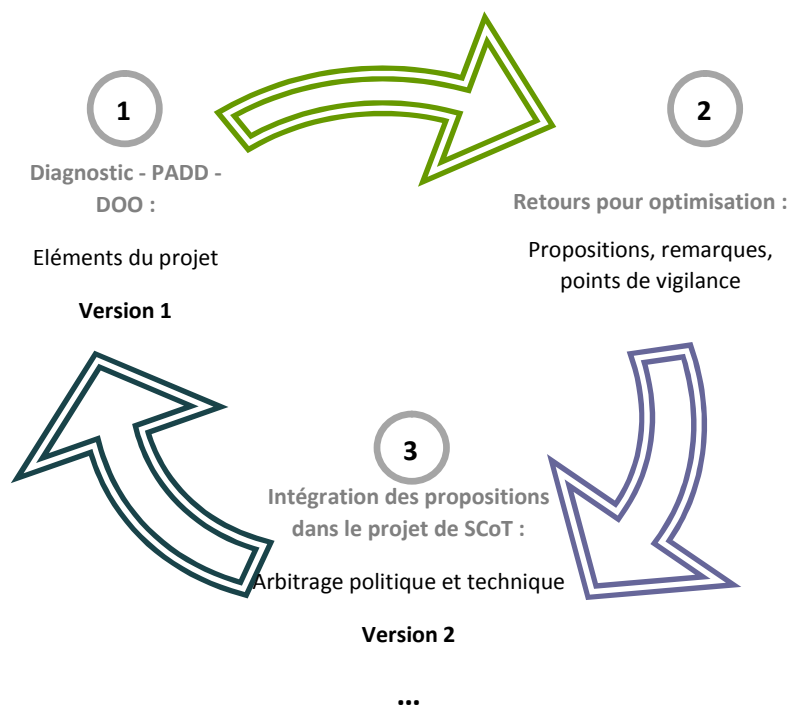 1
Diagnostic - PADD -
DOO :
Eléments du projet
Version 1
2
Retours pour optimisation :
Propositions, remarques,
points de vigilance
3
Intégration des propositions
dans le projet de SCoT :
Arbitrage politique et technique
Version 2
...